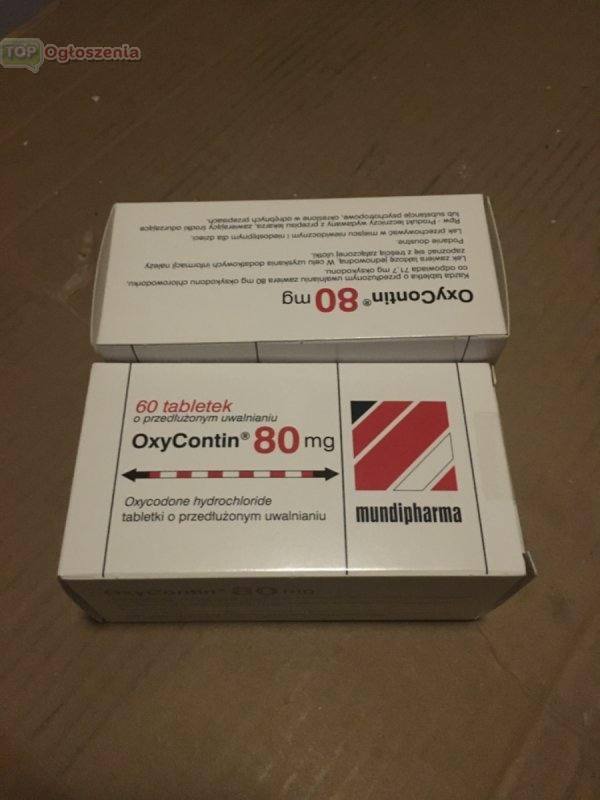 TOP Ogłoszenia
lub substancje psychotropowe, określone w odrębnych przepisach.
Rpw - Produkt leczniczy wydawany z przepisu lekarza, zawierający środki odurzające
Lek przechowywać w miejscu niewidocznym i niedostępnym dla dzieci.
Podanie doustne.
zapoznać się z treścią załączonej ulotki.
Lek zawiera laktozę jednowodną. W celu uzyskania dodatkowych informacji należy
co odpowiada 71,7 mg oksykodonu.
Każda tabletka o przedłużonym uwalnianiu zawiera 80 mg oksykodonu chlorowodorku,
OxyContin® 80 mg
60 tabletek
o przedłużonym uwalnianiu
OxyContin® 80 mg
Oxycodone hydrochloride
tabletki o przedłużonym uwalnianiu
mundipharma
OxyContin® 80 mg